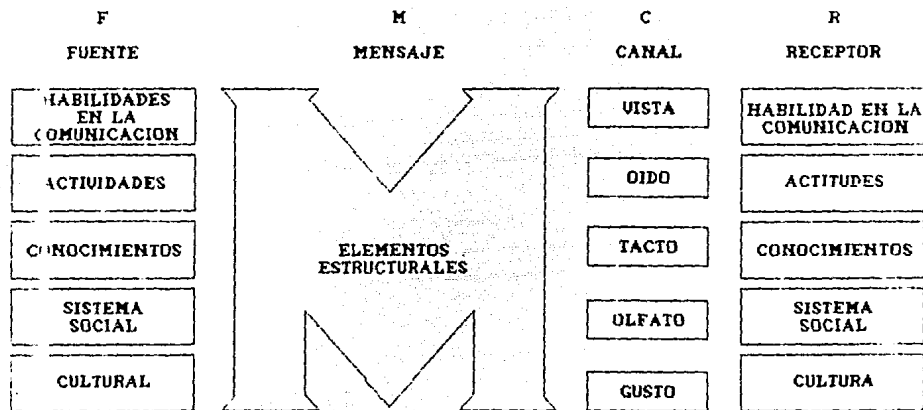 F M C R
FUENTE MENSAJE CANAL RECEPTOR
HABILIDADES
EN LA
COMUNICACION
ACTIVIDADES
CONOCIMIENTOS
SISTEMA
SOCIAL
CULTURAL
ELEMENTOS
ESTRUCTURALES
VISTA
OIDO
TACTO
OLFATO
GUSTO
HABILIDAD EN LA
COMUNICACION
ACTITUDES
CONOCIMIENTOS
SISTEMA
SOCIAL
CULTURA